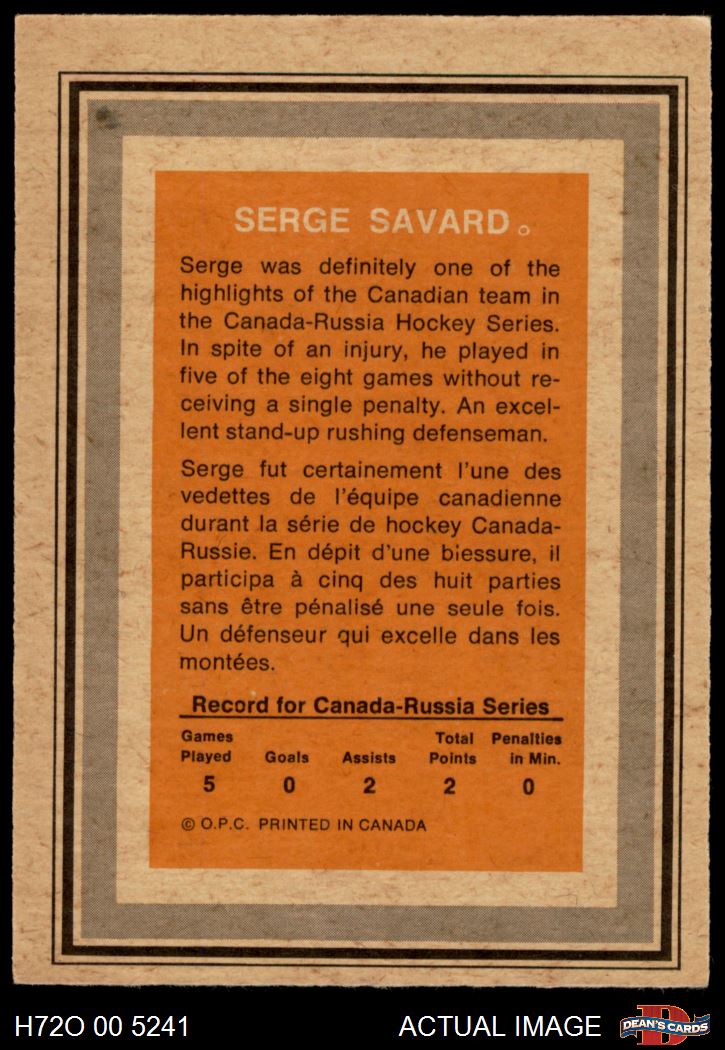 SERGE SAVARD
Serge was definitely one of the
highlights of the Canadian team in
the Canada-Russia Hockey Series.
In spite of an injury, he played in
five of the eight games without re-
ceiving a single penalty. An excel-
lent stand-up rushing defenseman.
Serge fut certainement l'une des
vedettes de l'équipe canadienne
durant la série de hockey Canada-
Russie. En dépit d'une biessure, il
participa à cinq des huit parties
sans être pénalisé une seule fois.
Un défenseur qui excelle dans les
montées.
Record for Canada-Russia Series
Games Total Penalties
Played Goals Assists Points in Min.
5 0 2 2 0
© O.P.C. PRINTED IN CANADA
H72O 00 5241 ACTUAL IMAGE D DEAN'S CARDS